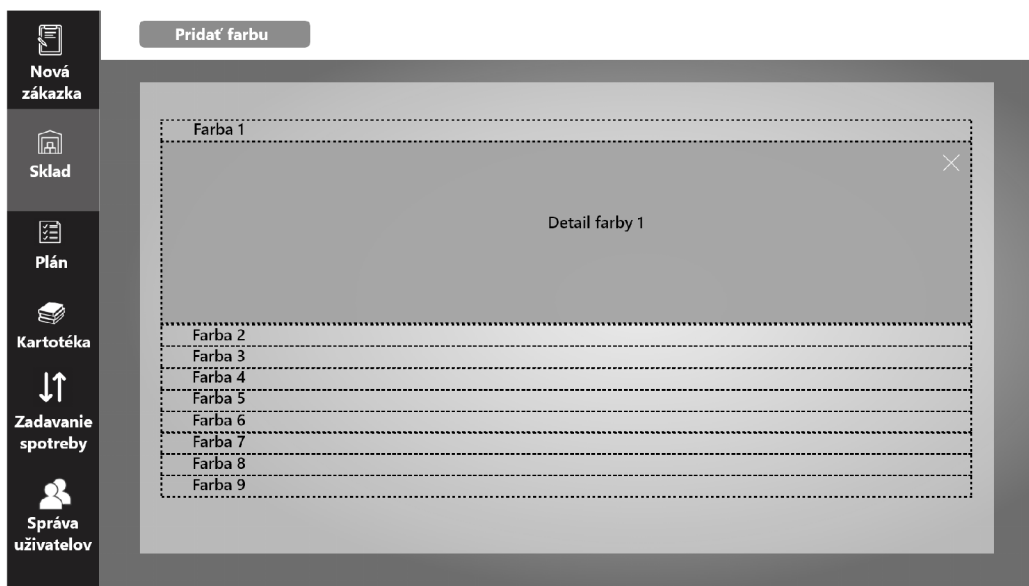 Pridať farbu
Nová
zákazka
Sklad
Plán
Kartotéka
Zadavanie
spotreby
Správa
uživatelov
Farba 1
Detail farby 1
Farba 2
Farba 3
Farba 4
Farba 5
Farba 6
Farba 7
Farba 8
Farba 9